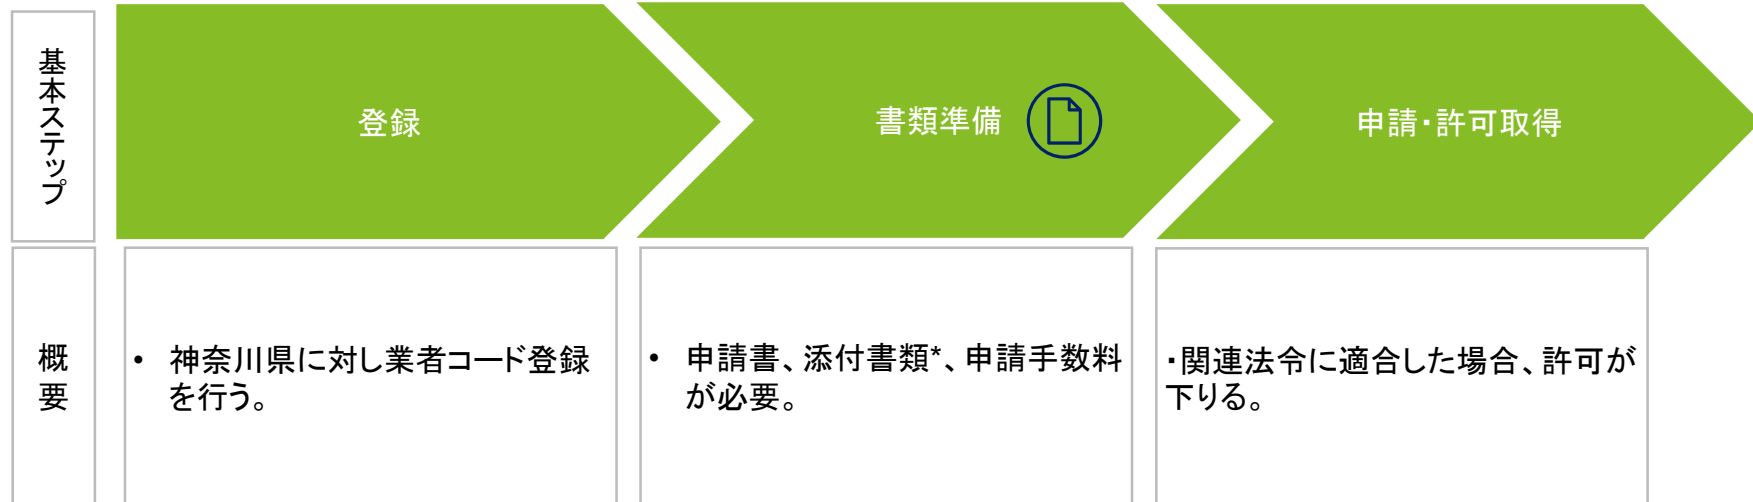 基本ステップ
登録
書類準備
申請・許可取得
概要
• 神奈川県に対し業者コード登録
を行う。
• 申請書、添付書類*、申請手数料
が必要。
・関連法令に適合した場合、許可が
下りる。